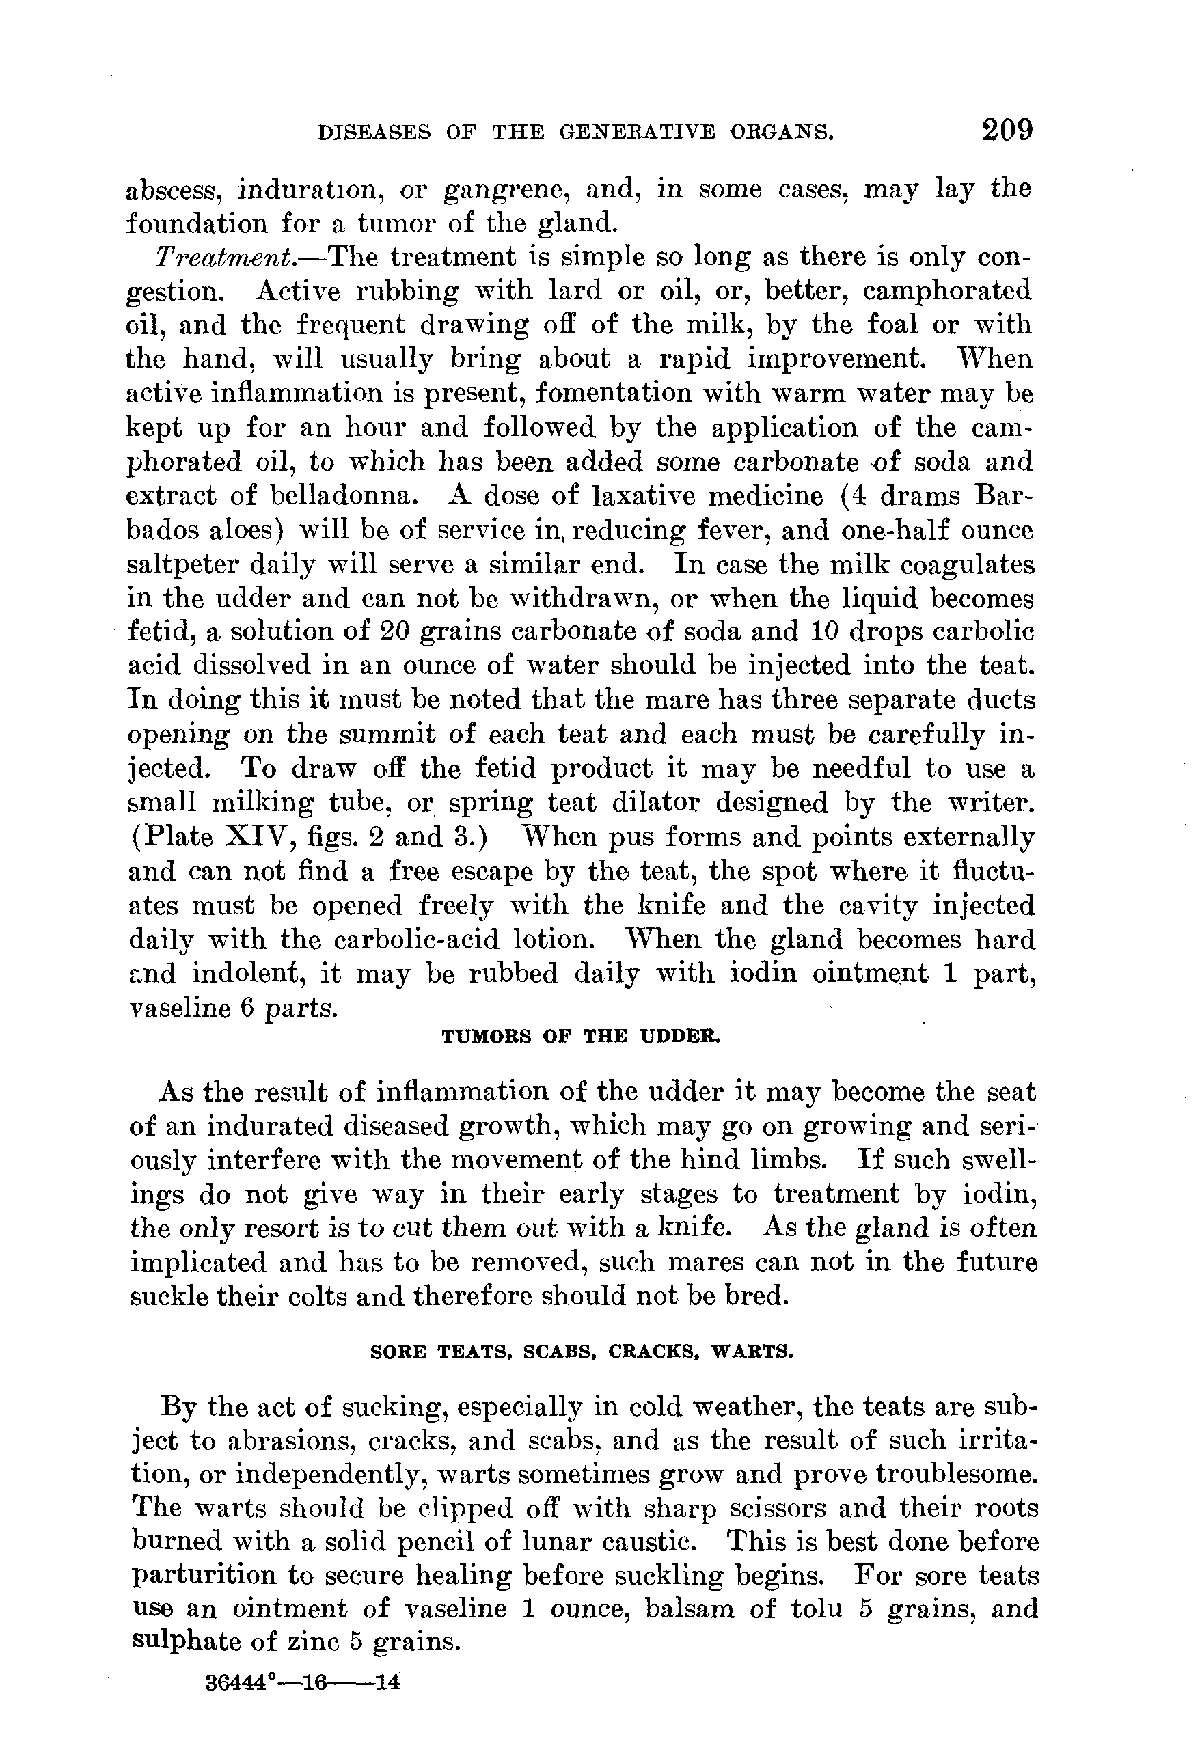 DISEASES OF THE GENERATIVE ORGANS. 209
abscess, induration, or gangrene, and, in some cases, may lay the
foundation for a tumor of the gland.
Treatment.—The treatment is simple so long as there is only con-
gestion. Active rubbing with lard or oil, or, better, camphorated
oil, and the frequent drawing off of the milk, by the foal or with
the hand, will usually bring about a rapid improvement. When
active inflammation is present, fomentation with warm water may be
kept up for an hour and followed by the application of the cam-
phorated oil, to which has been added some carbonate of soda and
extract of belladonna. A dose of laxative medicine (4 drams Bar-
bados aloes) will be of service in reducing fever, and one-half ounce
saltpeter daily will serve a similar end. In case the milk coagulates
in the udder and can not be withdrawn, or when the liquid becomes
fetid, a solution of 20 grains carbonate of soda and 10 drops carbolic
acid dissolved in an ounce of water should be injected into the teat.
In doing this it must be noted that the mare has three separate ducts
opening on the summit of each teat and each must be carefully in-
jected. To draw off the fetid product it may be needful to use a
small milking tube, or spring teat dilator designed by the writer.
(Plate XIV, figs. 2 and 3.) When pus forms and points externally
and can not find a free escape by the teat, the spot where it fluctu-
ates must be opened freely with the knife and the cavity injected
daily with the carbolic-acid lotion. When the gland becomes hard
and indolent, it may be rubbed daily with iodin ointment 1 part,
vaseline 6 parts.
TUMORS OF THE UDDER.
As the result of inflammation of the udder it may become the seat
of an indurated diseased growth, which may go on growing and seri-
ously interfere with the movement of the hind limbs. If such swell-
ings do not give way in their early stages to treatment by iodin,
the only resort is to cut them out with a knife. As the gland is often
implicated and has to be removed, such mares can not in the future
suckle their colts and therefore should not be bred.
SORE TEATS, SCABS, CRACKS, WARTS.
By the act of sucking, especially in cold weather, the teats are sub-
ject to abrasions, cracks, and scabs, and as the result of such irrita-
tion, or independently, warts sometimes grow and prove troublesome.
The warts should be clipped off with sharp scissors and their roots
burned with a solid pencil of lunar caustic. This is best done before
parturition to secure healing before suckling begins. For sore teats
use an ointment of vaseline 1 ounce, balsam of tolu 5 grains, and
sulphate of zinc 5 grains.
36444°—16——14